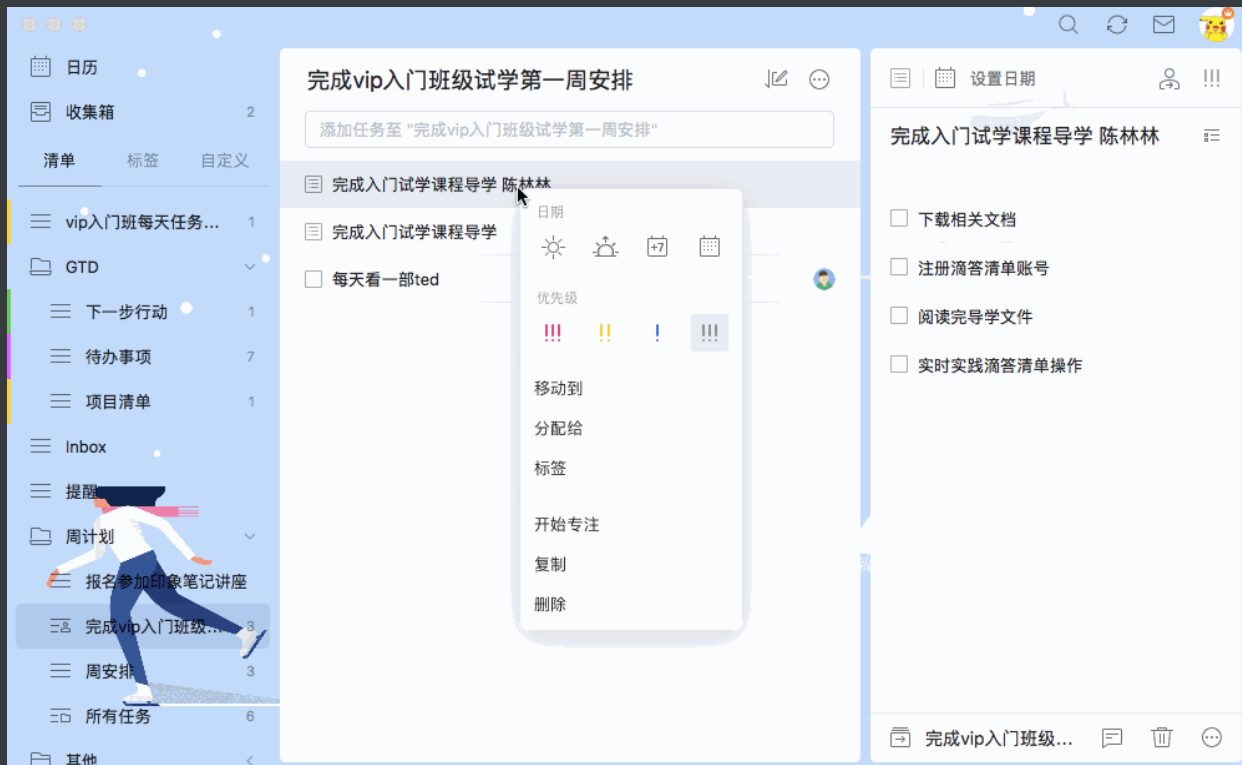 日历
收集箱 2
清单 标签 自定义
vip入门班每天任务... 1
GTD
下一步行动 1
待办事项 7
项目清单 1
Inbox
提醒
周计划
报名参加印象笔记讲座
完成vip入门班级... 3
周安排 3
所有任务 6
其他
完成vip入门班级试学第一周安排
添加任务至 "完成vip入门班级试学第一周安排"
完成入门试学课程导学 陈林林
完成入门试学课程导学
每天看一部ted
日期
+7
优先级
!!! !! ! !!!
移动到
分配给
标签
开始专注
复制
删除
设置日期 !!!
完成入门试学课程导学 陈林林
下载相关文档
注册滴答清单账号
阅读完导学文件
实时实践滴答清单操作
完成vip入门班级...